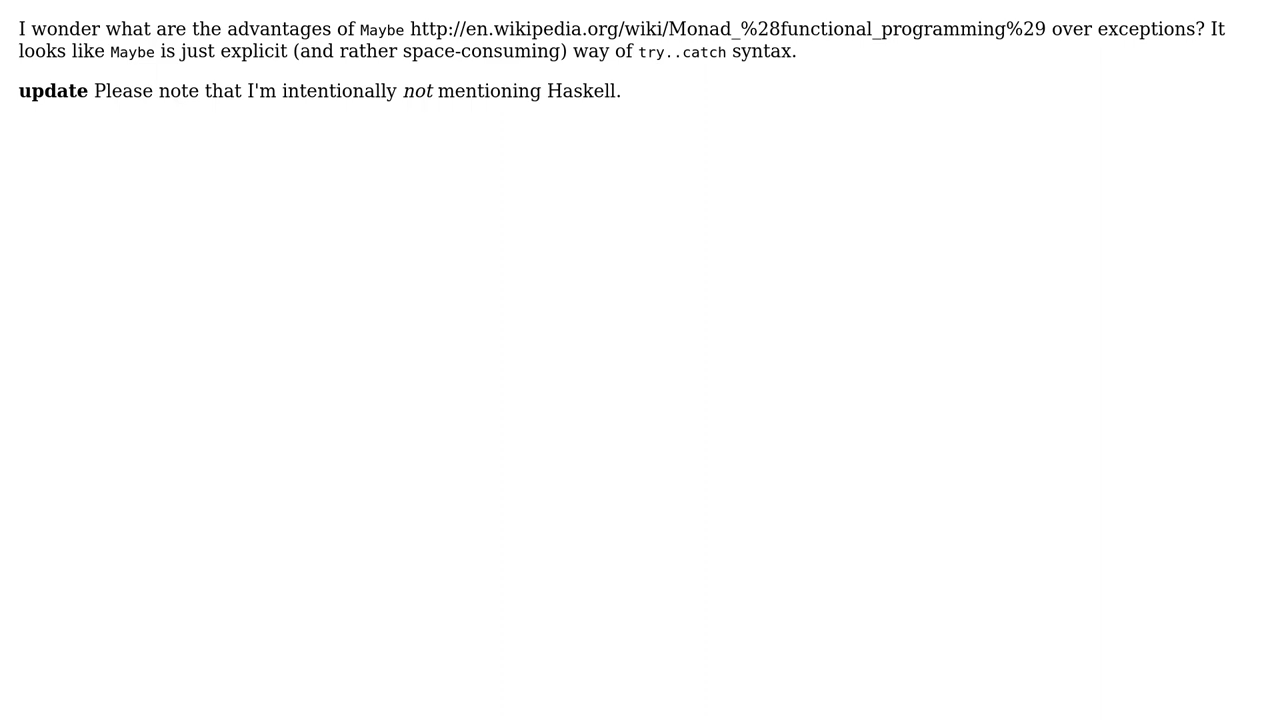 I wonder what are the advantages of Maybe http://en.wikipedia.org/wiki/Monad_%28functional_programming%29 over exceptions? It
looks like Maybe is just explicit (and rather space-consuming) way of try..catch syntax.
update Please note that I'm intentionally not mentioning Haskell.